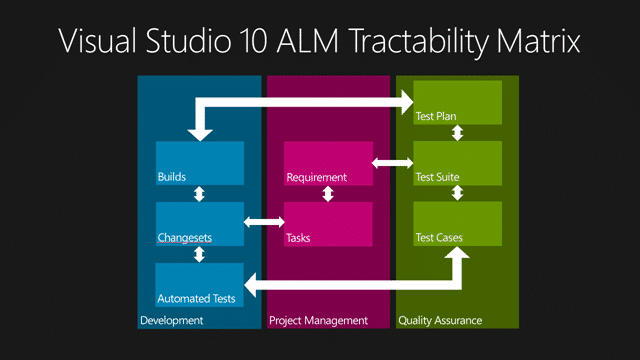 Visual Studio 10 ALM Tractability Matrix
Test Plan
Builds
Requirement
Test Suite
Changesets
Tasks
Test Cases
Automated Tests
Development
Project Management
Quality Assurance